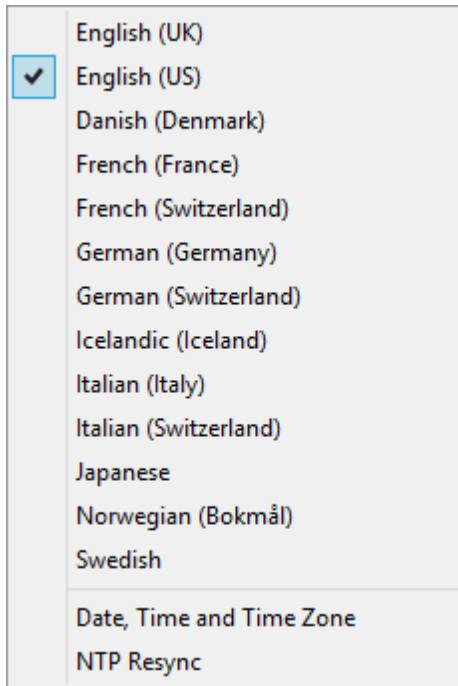 English (UK)
English (US)
Danish (Denmark)
French (France)
French (Switzerland)
German (Germany)
German (Switzerland)
Icelandic (Iceland)
Italian (Italy)
Italian (Switzerland)
Japanese
Norwegian (Bokmål)
Swedish
Date, Time and Time Zone
NTP Resync